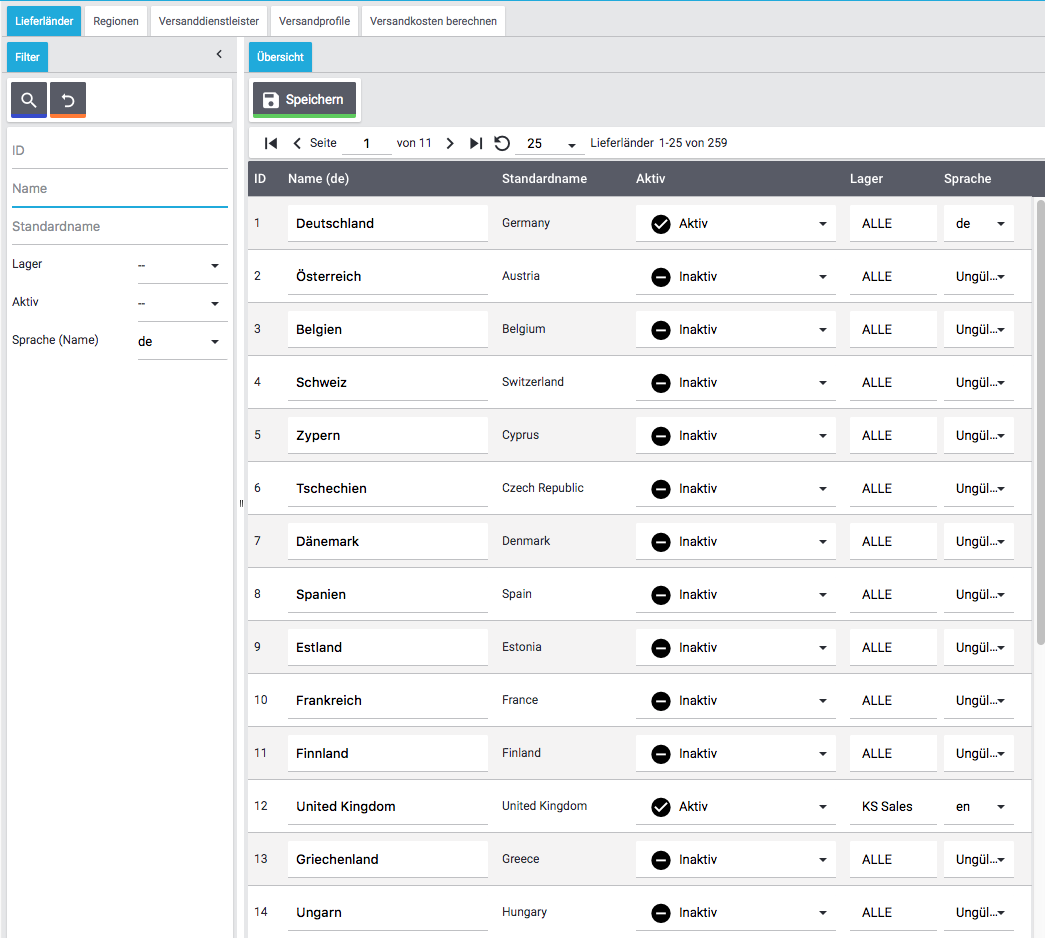 Lieferländer Regionen Versanddienstleister Versandprofile Versandkosten berechnen
Filter
ID
Name
Standardname
Lager --
Aktiv --
Sprache (Name) de
Übersicht
Speichern
Seite 1 von 11 25 Lieferländer 1-25 von 259
ID Name (de) Standardname Aktiv Lager Sprache
1 Deutschland Germany Aktiv ALLE de
2 Österreich Austria Inaktiv ALLE Ungül...
3 Belgien Belgium Inaktiv ALLE Ungül...
4 Schweiz Switzerland Inaktiv ALLE Ungül...
5 Zypern Cyprus Inaktiv ALLE Ungül...
6 Tschechien Czech Republic Inaktiv ALLE Ungül...
7 Dänemark Denmark Inaktiv ALLE Ungül...
8 Spanien Spain Inaktiv ALLE Ungül...
9 Estland Estonia Inaktiv ALLE Ungül...
10 Frankreich France Inaktiv ALLE Ungül...
11 Finnland Finland Inaktiv ALLE Ungül...
12 United Kingdom United Kingdom Aktiv KS Sales en
13 Griechenland Greece Inaktiv ALLE Ungül...
14 Ungarn Hungary Inaktiv ALLE Ungül...